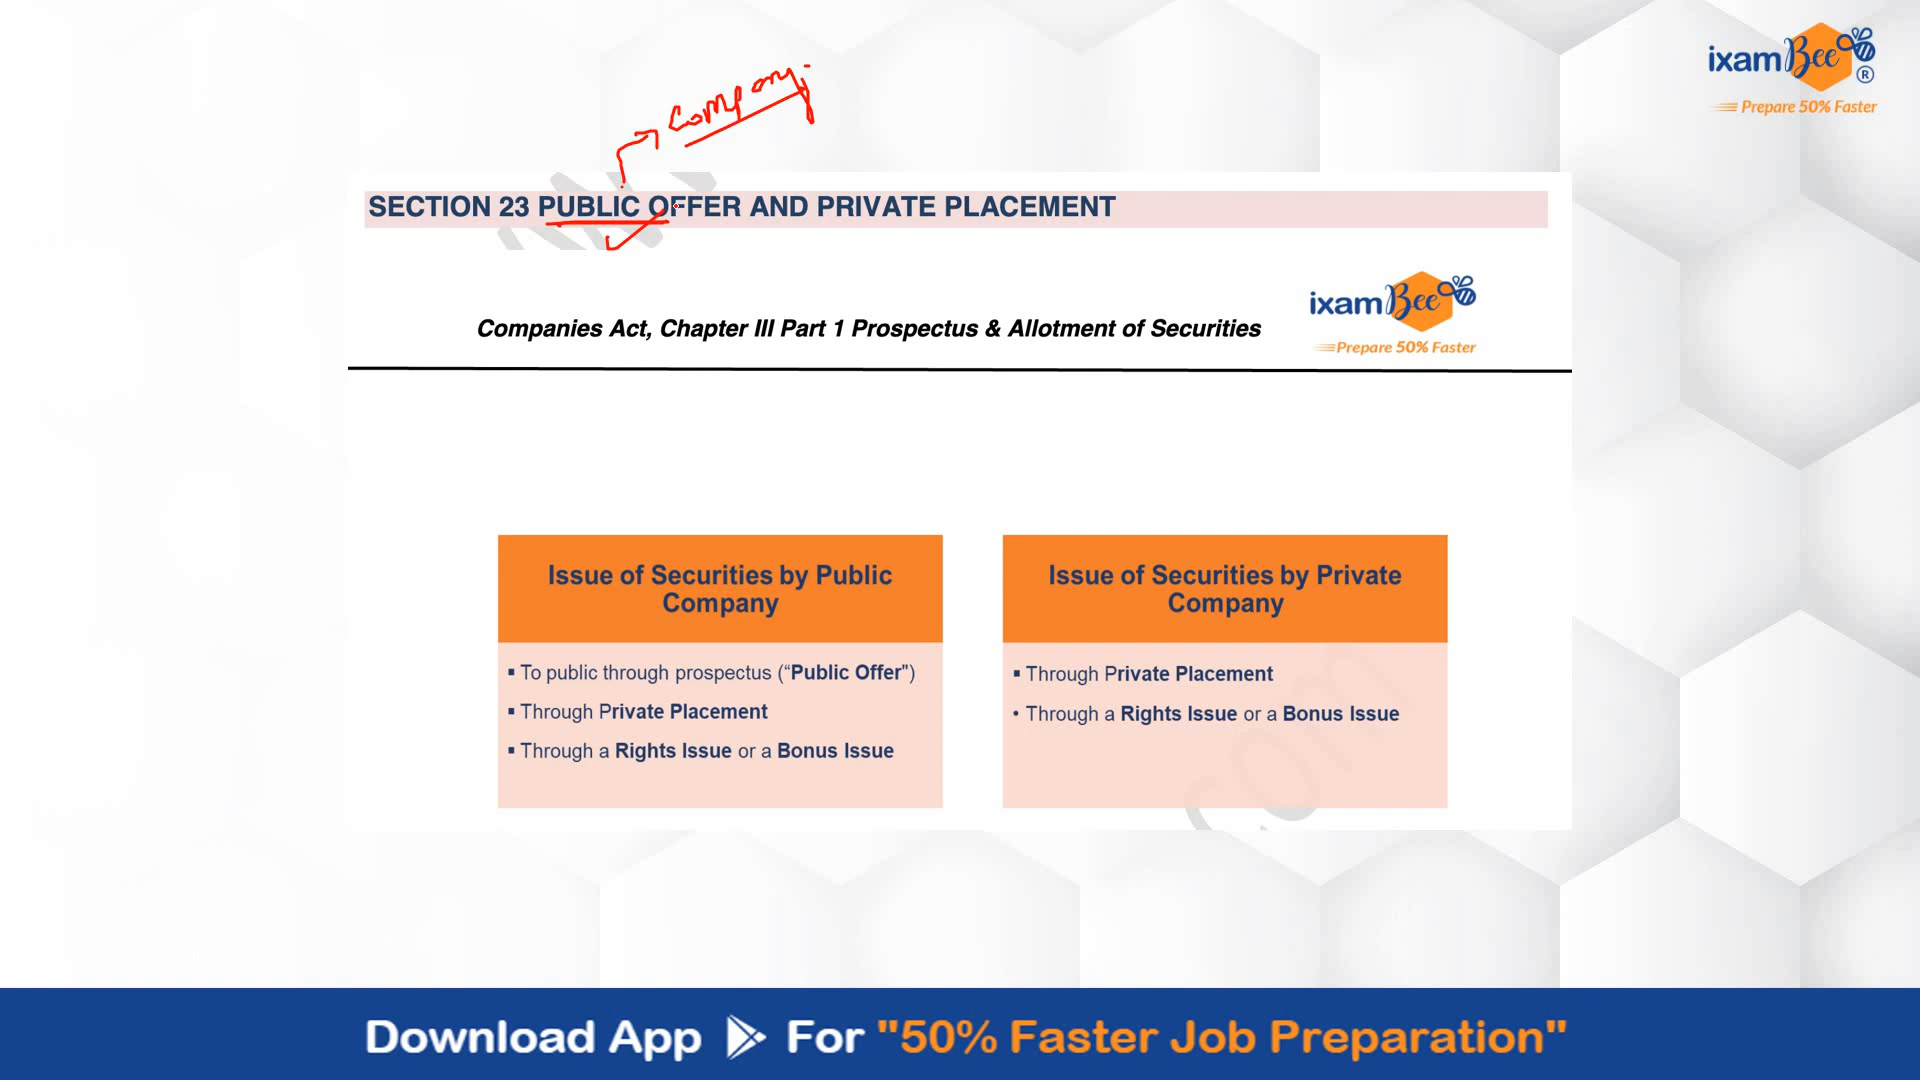 ixamBee
®
Prepare 50% Faster
Company
SECTION 23 PUBLIC OFFER AND PRIVATE PLACEMENT
Companies Act, Chapter III Part 1 Prospectus & Allotment of Securities
ixamBee
Prepare 50% Faster
Issue of Securities by Public
Company
▪ To public through prospectus (“Public Offer")
▪ Through Private Placement
▪ Through a Rights Issue or a Bonus Issue
Issue of Securities by Private
Company
▪ Through Private Placement
• Through a Rights Issue or a Bonus Issue
com
Download App For "50% Faster Job Preparation"